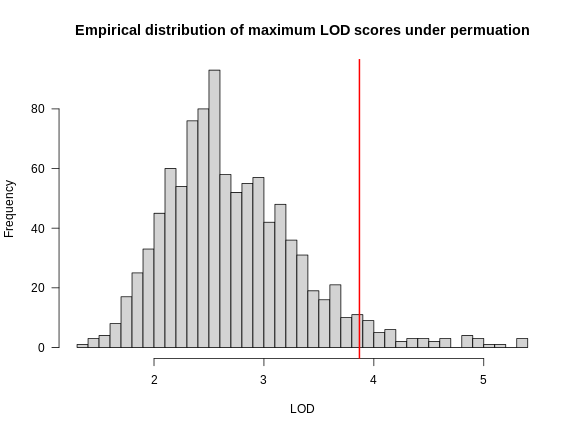 Empirical distribution of maximum LOD scores under permuation
Frequency
80
60
40
20
0
2 3 4 5
LOD